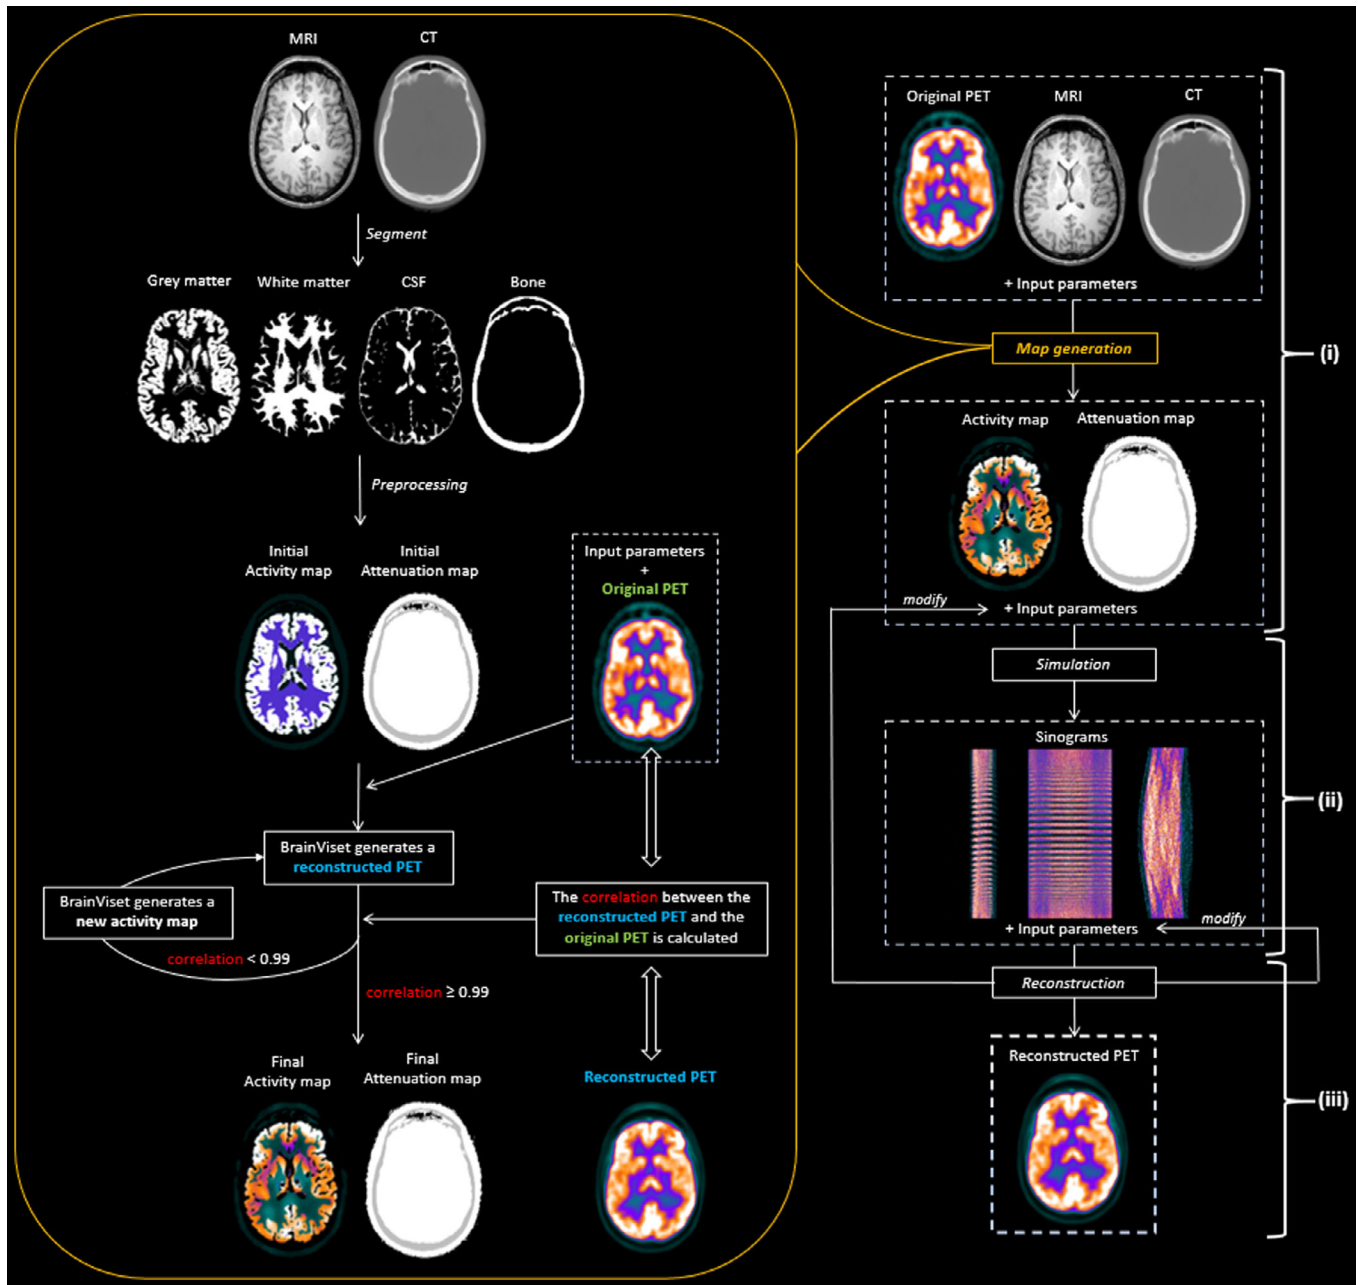 MRI
CT
Segment
Grey matter
White matter
CSF
Bone
Preprocessing
Initial
Activity map
Initial
Attenuation map
Input parameters
+
Original PET
BrainViset generates a
reconstructed PET
BrainViset generates a
new activity map
The correlation between the
reconstructed PET and the
original PET is calculated
correlation < 0.99
correlation ≥ 0.99
Final
Activity map
Final
Attenuation map
Reconstructed PET
Original PET
MRI
CT
+ Input parameters
Map generation
(i)
Activity map
Attenuation map
modify
+ Input parameters
Simulation
Sinograms
(ii)
+ Input parameters
modify
Reconstruction
Reconstructed PET
(iii)